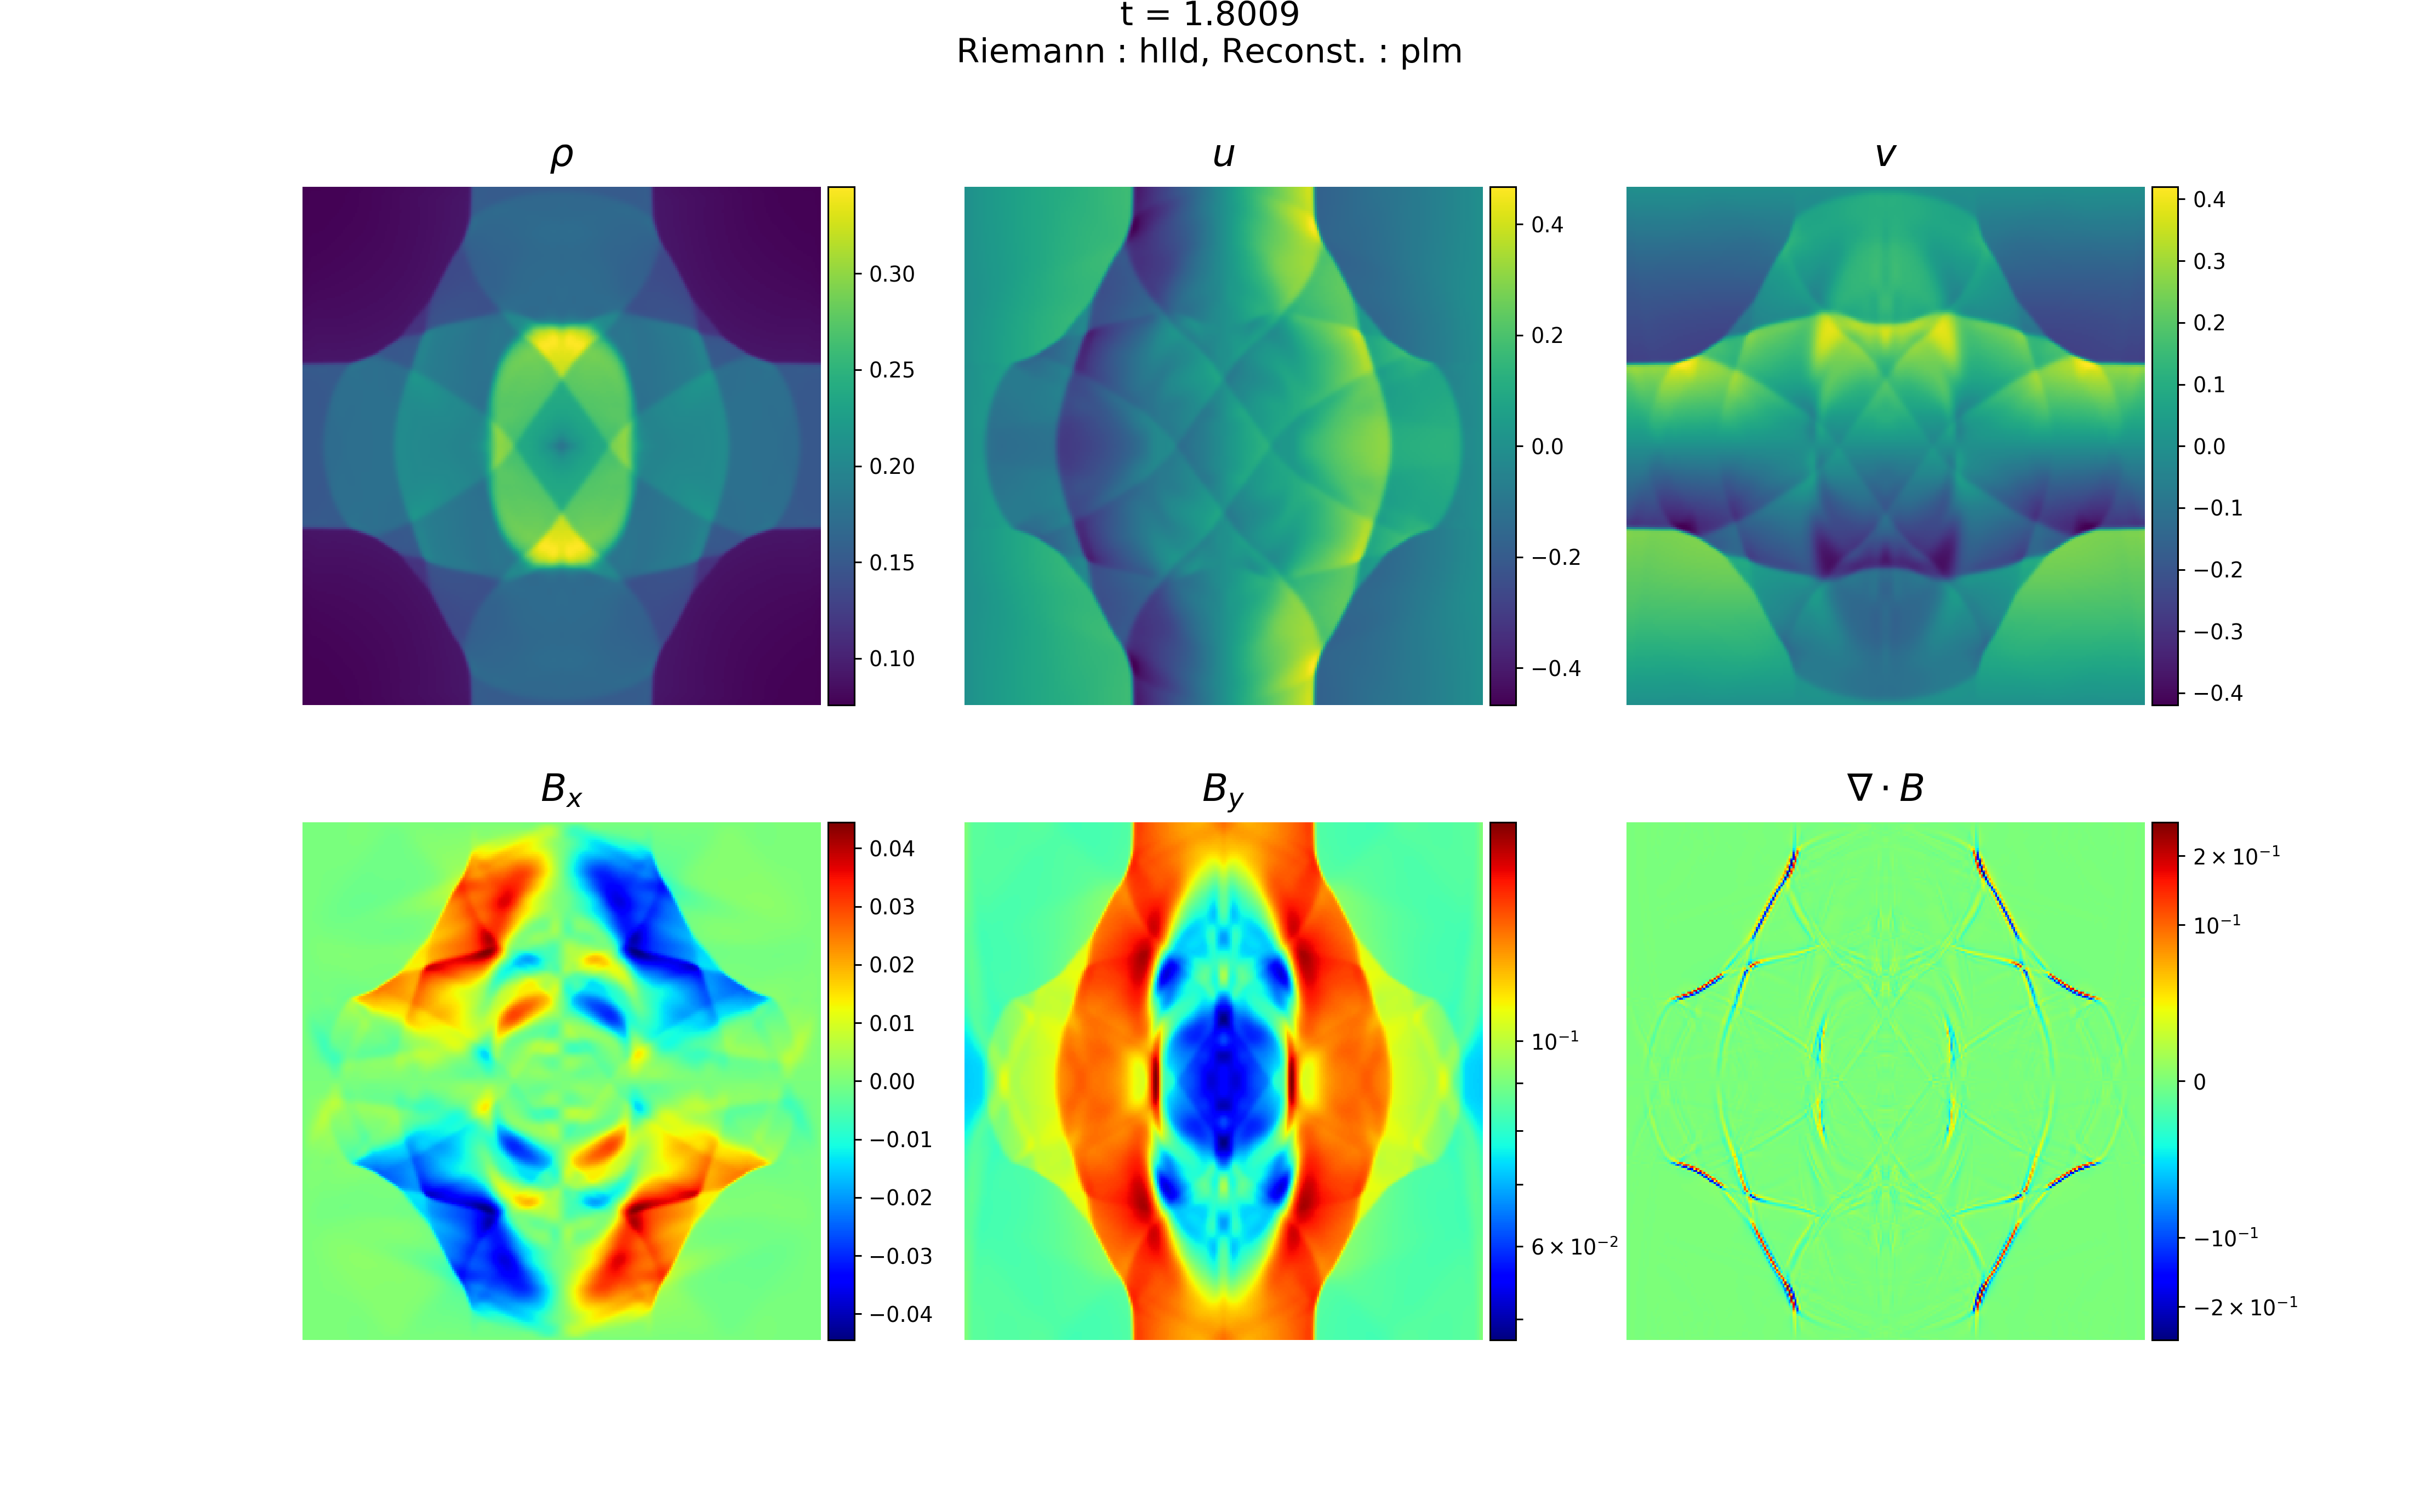 t = 1.8009
Riemann : hlld, Reconst. : plm
ρ
u
v
0.30
0.25
0.20
0.15
0.10
0.4
0.2
0.0
−0.2
−0.4
0.4
0.3
0.2
0.1
0.0
−0.1
−0.2
−0.3
−0.4
B_x
B_y
∇ · B
0.04
0.03
0.02
0.01
0.00
−0.01
−0.02
−0.03
−0.04
10⁻¹
6 × 10⁻²
2 × 10⁻¹
10⁻¹
0
−10⁻¹
−2 × 10⁻¹